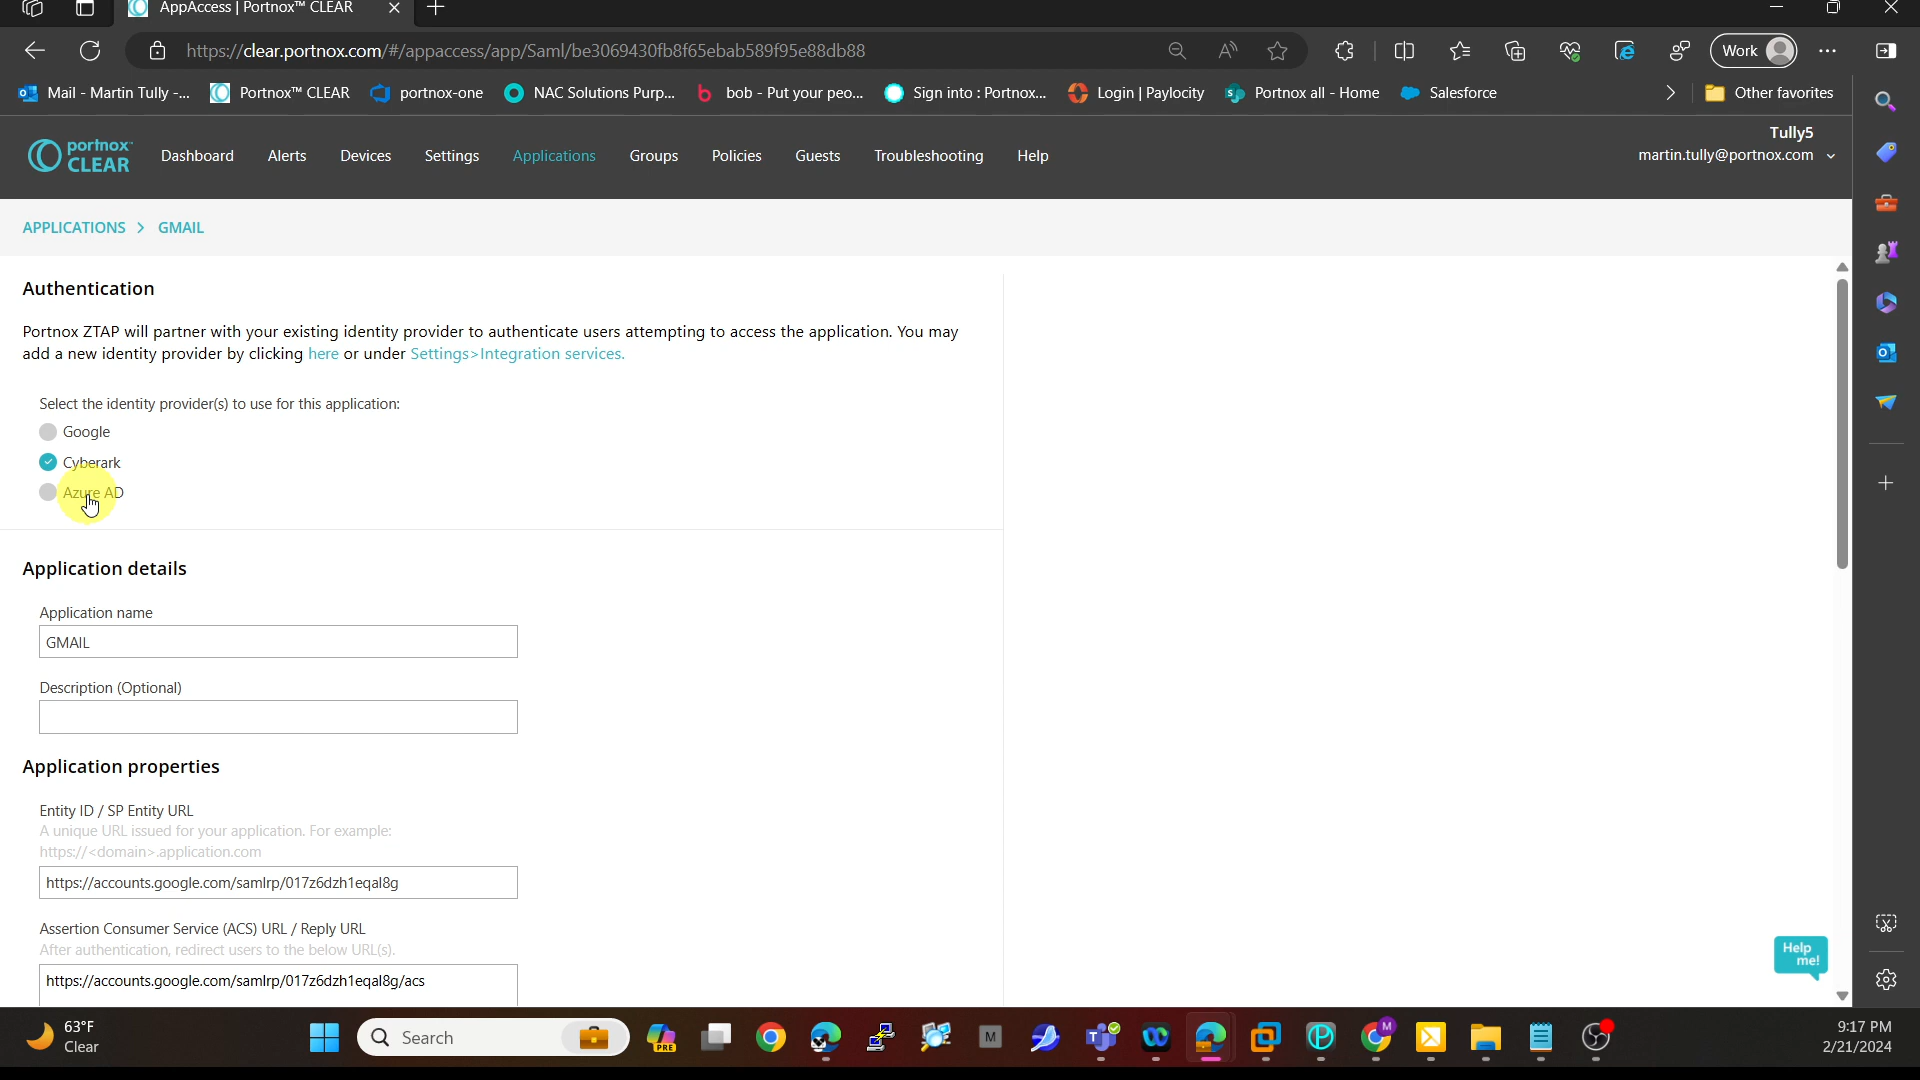 AppAccess | Portnox™ CLEAR
https://clear.portnox.com/#/appaccess/app/Saml/be3069430fb8f65ebab589f95e88db88
Work
Mail - Martin Tully -...
Portnox™ CLEAR
portnox-one
NAC Solutions Purp...
bob - Put your peo...
Sign into : Portnox...
Login | Paylocity
Portnox all - Home
Salesforce
Other favorites
portnox™
CLEAR
Dashboard
Alerts
Devices
Settings
Applications
Groups
Policies
Guests
Troubleshooting
Help
Tully5
martin.tully@portnox.com
APPLICATIONS > GMAIL
Authentication
Portnox ZTAP will partner with your existing identity provider to authenticate users attempting to access the application. You may
add a new identity provider by clicking here or under Settings>Integration services.
Select the identity provider(s) to use for this application:
Google
Cyberark
Azure AD
Application details
Application name
GMAIL
Description (Optional)
Application properties
Entity ID / SP Entity URL
A unique URL issued for your application. For example:
https://<domain>.application.com
https://accounts.google.com/samlrp/017z6dzh1eqal8g
Assertion Consumer Service (ACS) URL / Reply URL
After authentication, redirect users to the below URL(s).
https://accounts.google.com/samlrp/017z6dzh1eqal8g/acs
Help
me!
63°F
Clear
Search
PRE
M
M
9:17 PM
2/21/2024